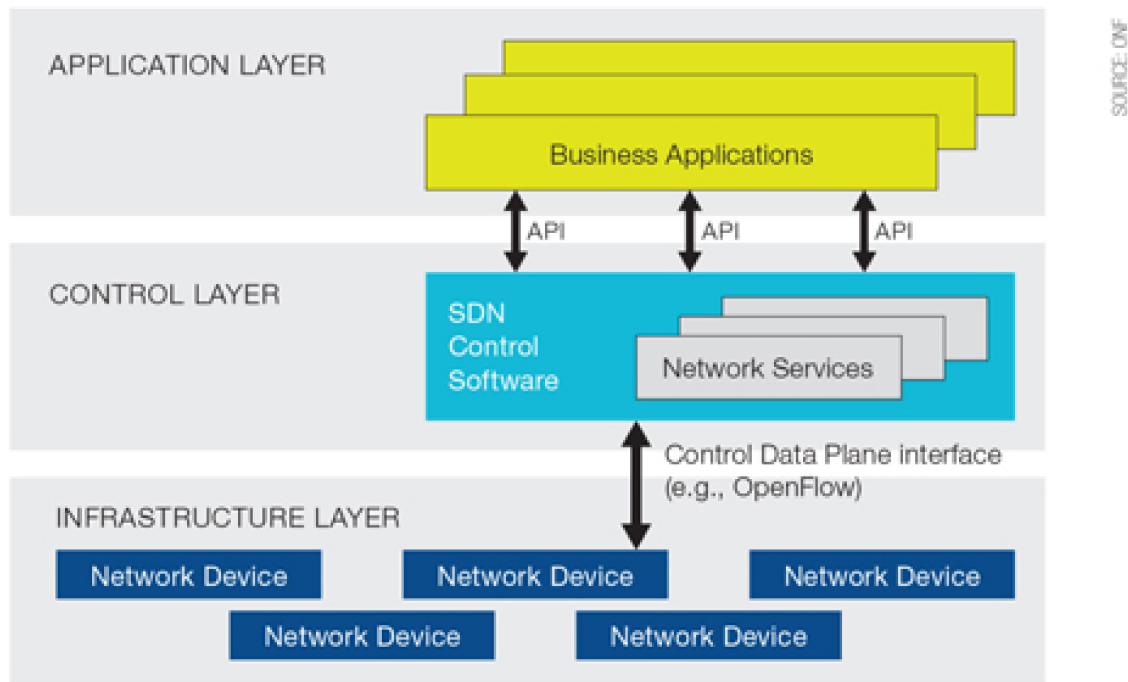 APPLICATION LAYER
Business Applications
API
API
API
CONTROL LAYER
SDN
Control
Software
Network Services
Control Data Plane interface
(e.g., OpenFlow)
INFRASTRUCTURE LAYER
Network Device
Network Device
Network Device
Network Device
Network Device
SOURCE: ONF